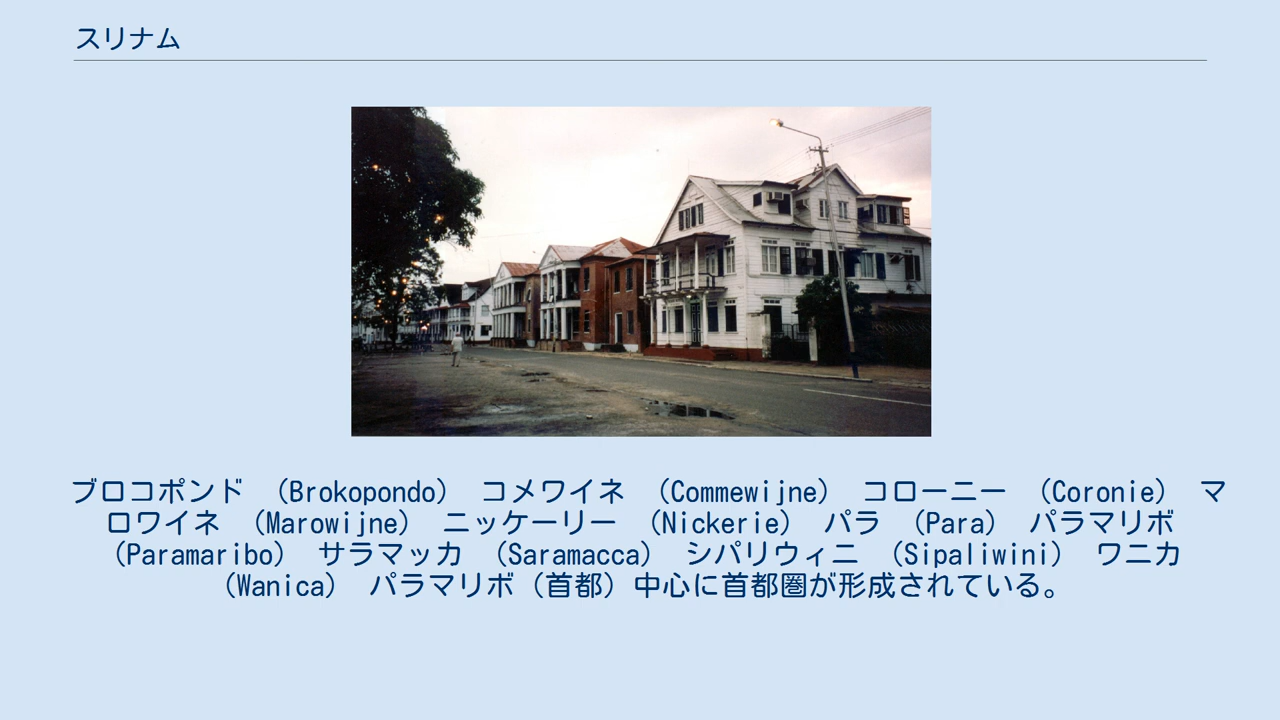 スリナム
ブロコポンド （Brokopondo） コメワイネ （Commewijne） コローニー （Coronie） マ
ロワイネ （Marowijne） ニッケーリー （Nickerie） パラ （Para） パラマリボ
（Paramaribo） サラマッカ （Saramacca） シパリウィニ （Sipaliwini） ワニカ
（Wanica） パラマリボ（首都）中心に首都圏が形成されている。